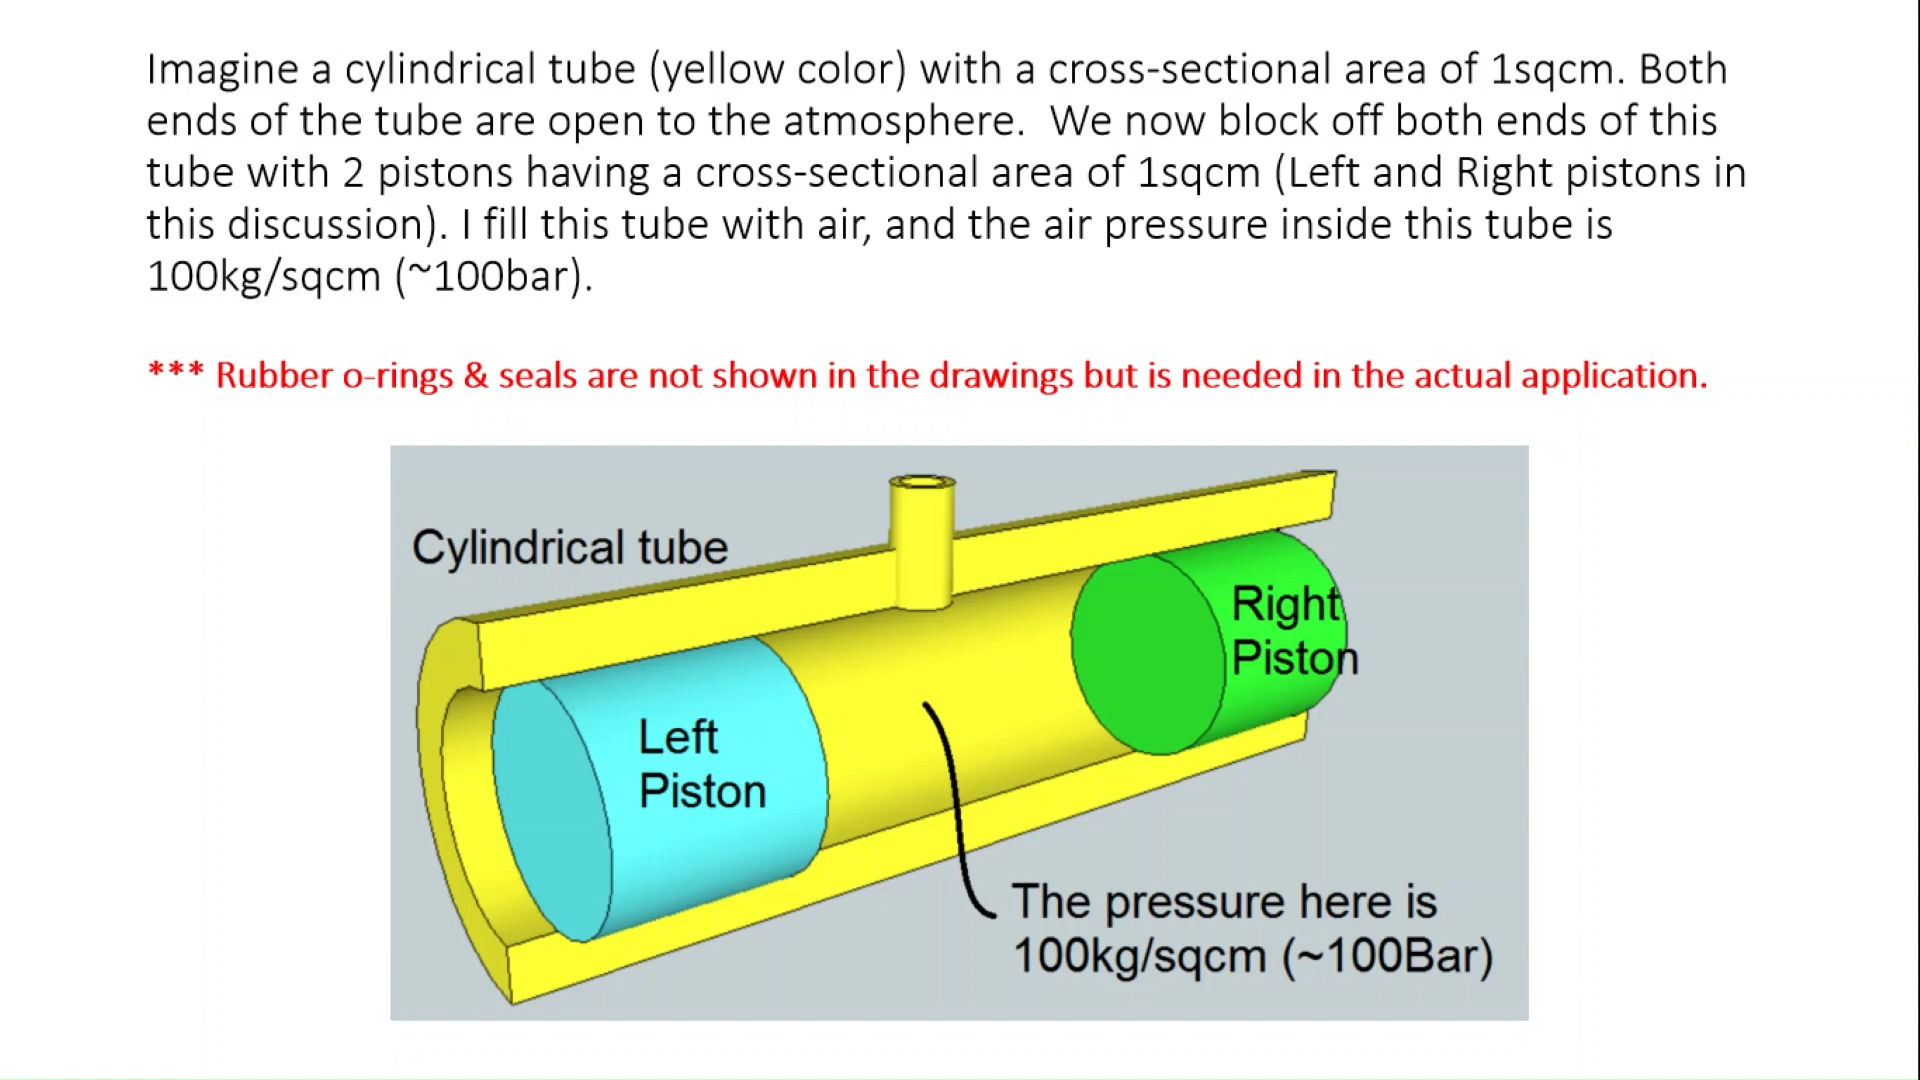 Imagine a cylindrical tube (yellow color) with a cross-sectional area of 1sqcm. Both
ends of the tube are open to the atmosphere.  We now block off both ends of this
tube with 2 pistons having a cross-sectional area of 1sqcm (Left and Right pistons in
this discussion). I fill this tube with air, and the air pressure inside this tube is
100kg/sqcm (~100bar).
*** Rubber o-rings & seals are not shown in the drawings but is needed in the actual application.
Cylindrical tube
Right
Piston
Left
Piston
The pressure here is
100kg/sqcm (~100Bar)